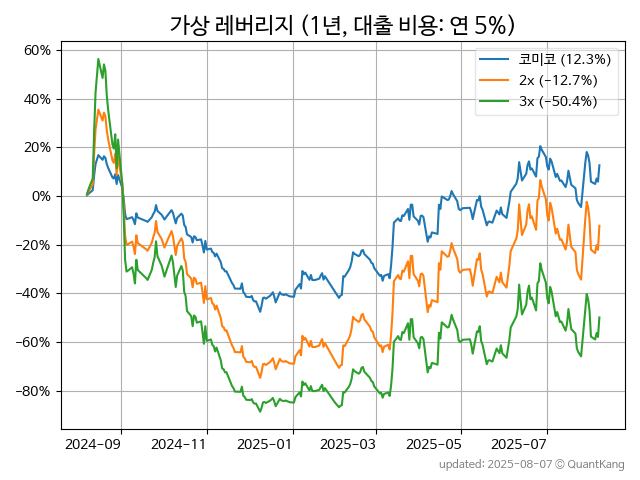 가상 레버리지 (1년, 대출 비용: 연 5%)
60%
40%
20%
0%
−20%
−40%
−60%
−80%
코미코 (12.3%)
2x (−12.7%)
3x (−50.4%)
2024-09
2024-11
2025-01
2025-03
2025-05
2025-07
updated: 2025-08-07 © QuantKang